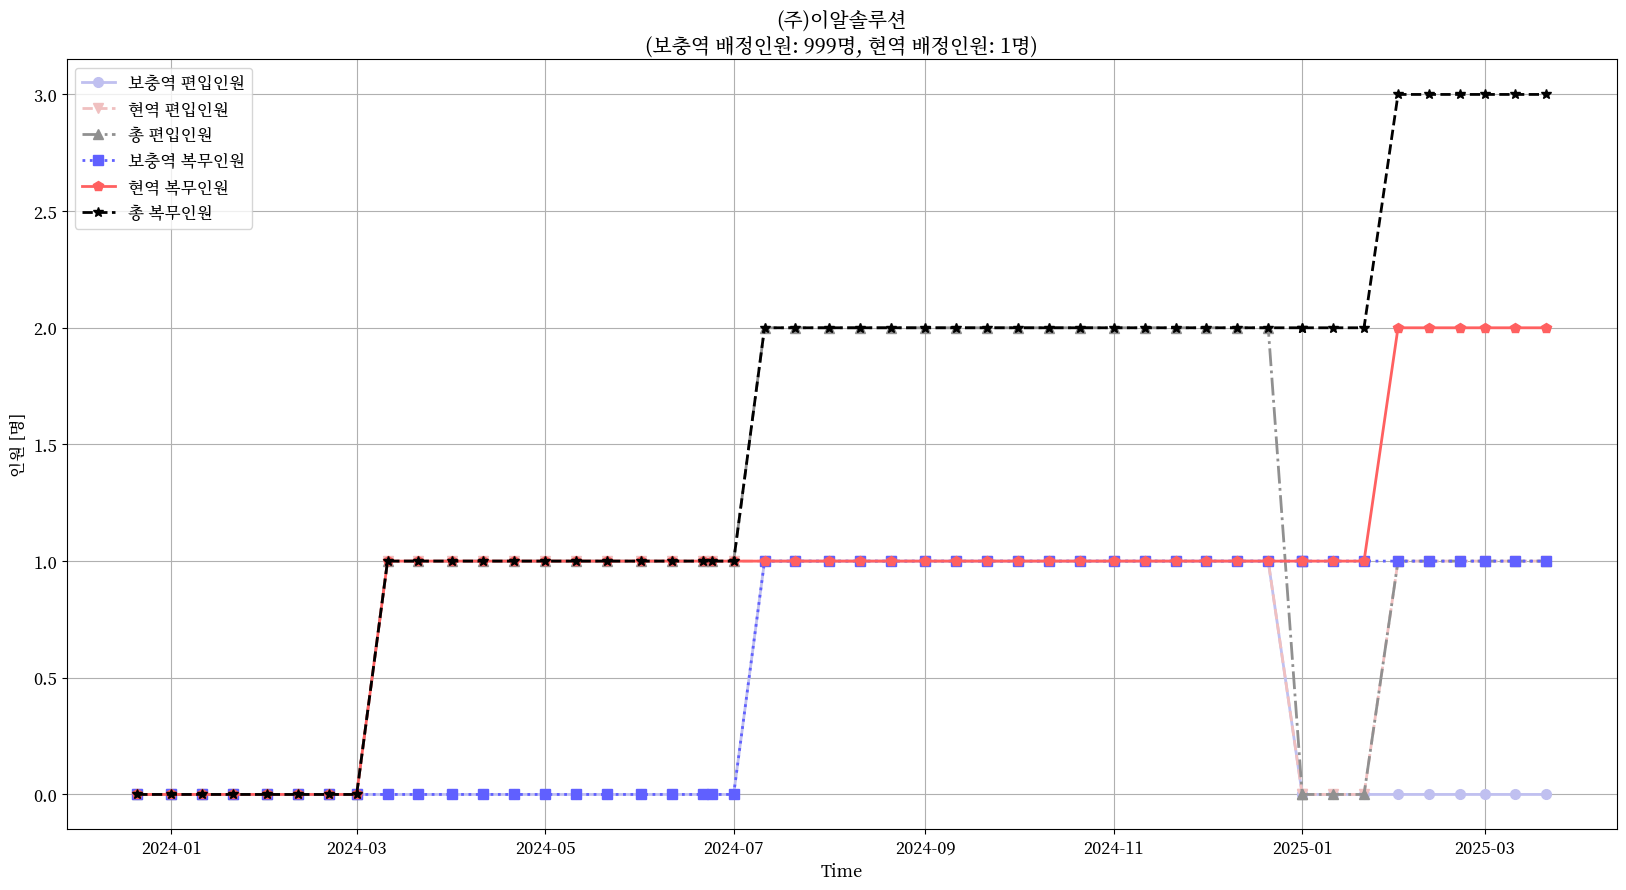 (주)이알솔루션
(보충역 배정인원: 999명, 현역 배정인원: 1명)
보충역 편입인원
현역 편입인원
총 편입인원
보충역 복무인원
현역 복무인원
총 복무인원
인원 [명]
3.0
2.5
2.0
1.5
1.0
0.5
0.0
2024-01 2024-03 2024-05 2024-07 2024-09 2024-11 2025-01 2025-03
Time